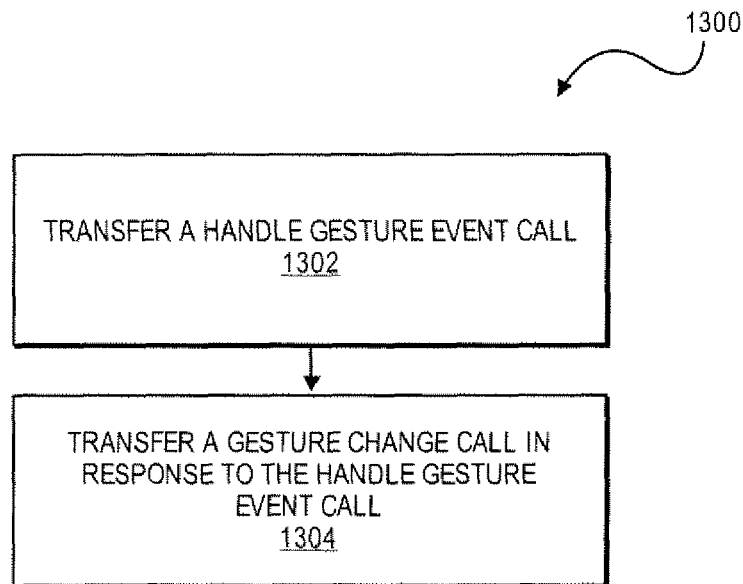 1300
TRANSFER A HANDLE GESTURE EVENT CALL
1302
TRANSFER A GESTURE CHANGE CALL IN
RESPONSE TO THE HANDLE GESTURE
EVENT CALL
1304